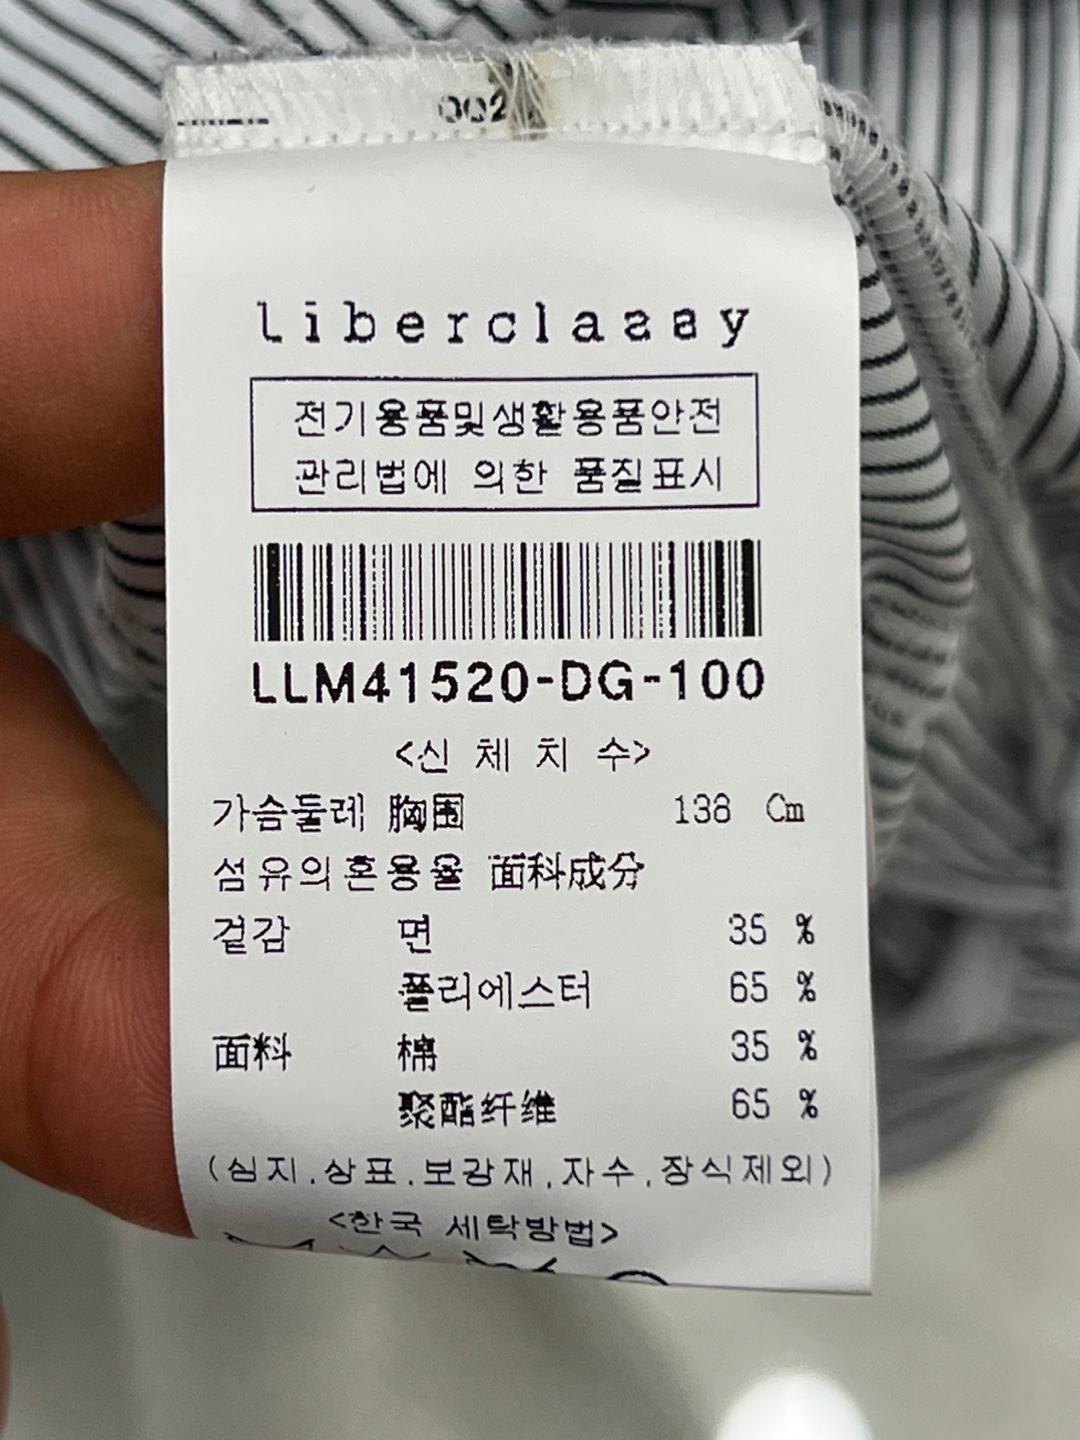 002
liberclassy
전기용품및생활용품안전
관리법에 의한 품질표시
LLM41520-DG-100
<신 체 치 수>
가슴둘레 胸围 138 Cm
섬유의혼용율 面料成分
겉감 면 35 %
폴리에스터 65 %
面料 棉 35 %
聚酯纤维 65 %
(심지.상표.보강재,자수.장식제외)
<한국 세탁방법>